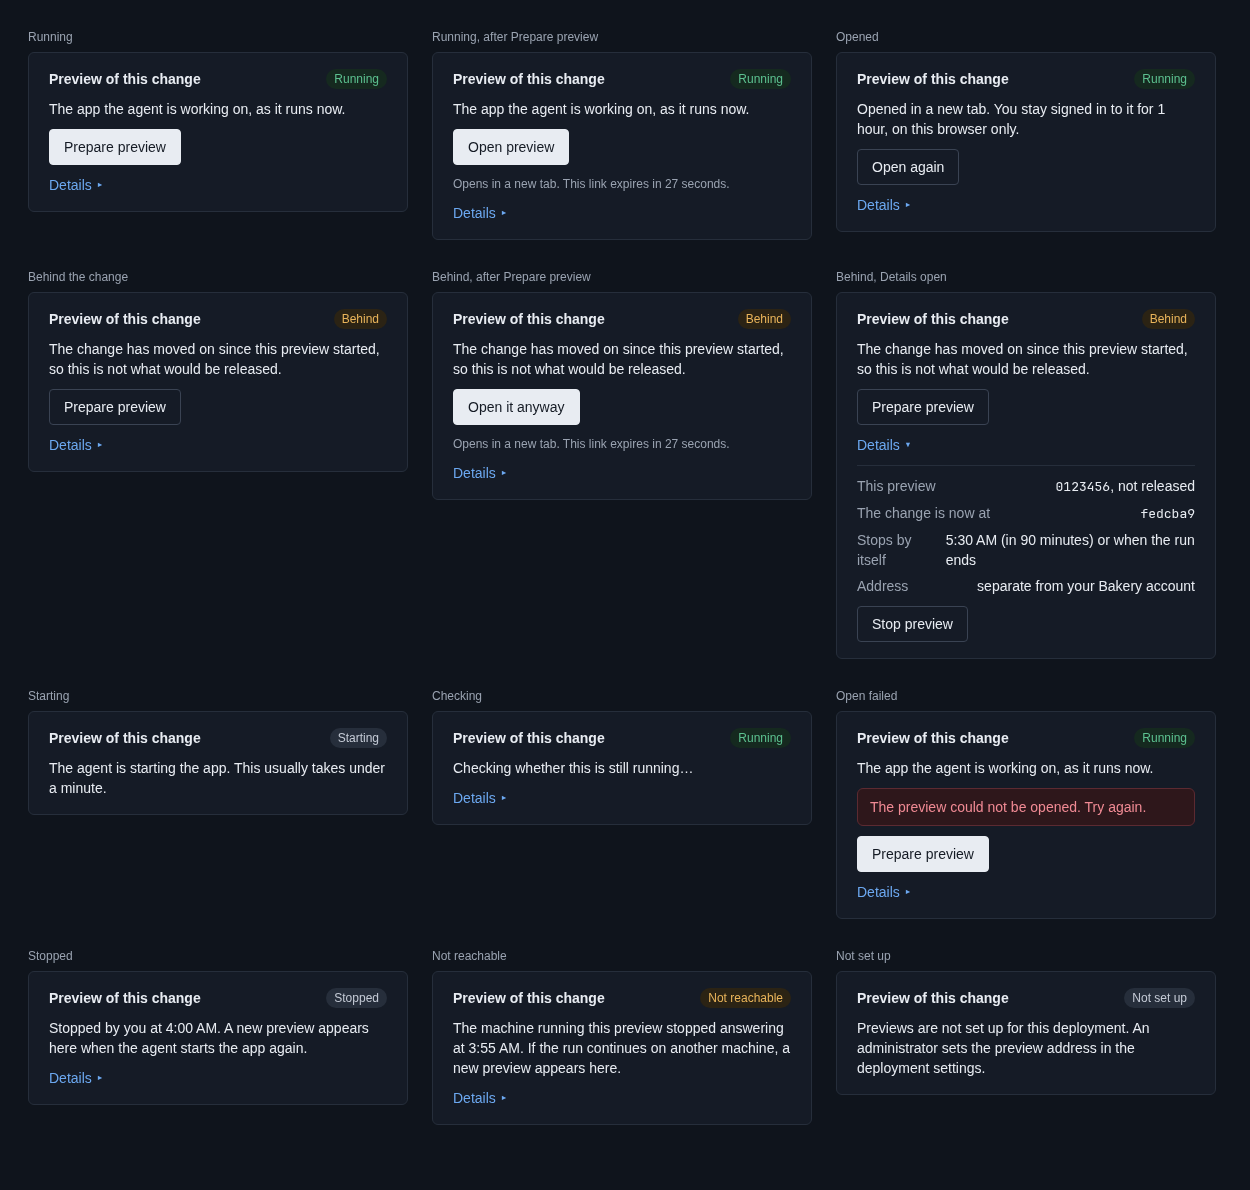 Running
Preview of this change
Running
The app the agent is working on, as it runs now.
Prepare preview
Details ▸
Running, after Prepare preview
Preview of this change
Running
The app the agent is working on, as it runs now.
Open preview
Opens in a new tab. This link expires in 27 seconds.
Details ▸
Opened
Preview of this change
Running
Opened in a new tab. You stay signed in to it for 1
hour, on this browser only.
Open again
Details ▸
Behind the change
Preview of this change
Behind
The change has moved on since this preview started,
so this is not what would be released.
Prepare preview
Details ▸
Behind, after Prepare preview
Preview of this change
Behind
The change has moved on since this preview started,
so this is not what would be released.
Open it anyway
Opens in a new tab. This link expires in 27 seconds.
Details ▸
Behind, Details open
Preview of this change
Behind
The change has moved on since this preview started,
so this is not what would be released.
Prepare preview
Details ▾
This preview 0123456, not released
The change is now at fedcba9
Stops by itself 5:30 AM (in 90 minutes) or when the run ends
Address separate from your Bakery account
Stop preview
Starting
Preview of this change
Starting
The agent is starting the app. This usually takes under
a minute.
Checking
Preview of this change
Running
Checking whether this is still running…
Details ▸
Open failed
Preview of this change
Running
The app the agent is working on, as it runs now.
The preview could not be opened. Try again.
Prepare preview
Details ▸
Stopped
Preview of this change
Stopped
Stopped by you at 4:00 AM. A new preview appears
here when the agent starts the app again.
Details ▸
Not reachable
Preview of this change
Not reachable
The machine running this preview stopped answering
at 3:55 AM. If the run continues on another machine, a
new preview appears here.
Details ▸
Not set up
Preview of this change
Not set up
Previews are not set up for this deployment. An
administrator sets the preview address in the
deployment settings.